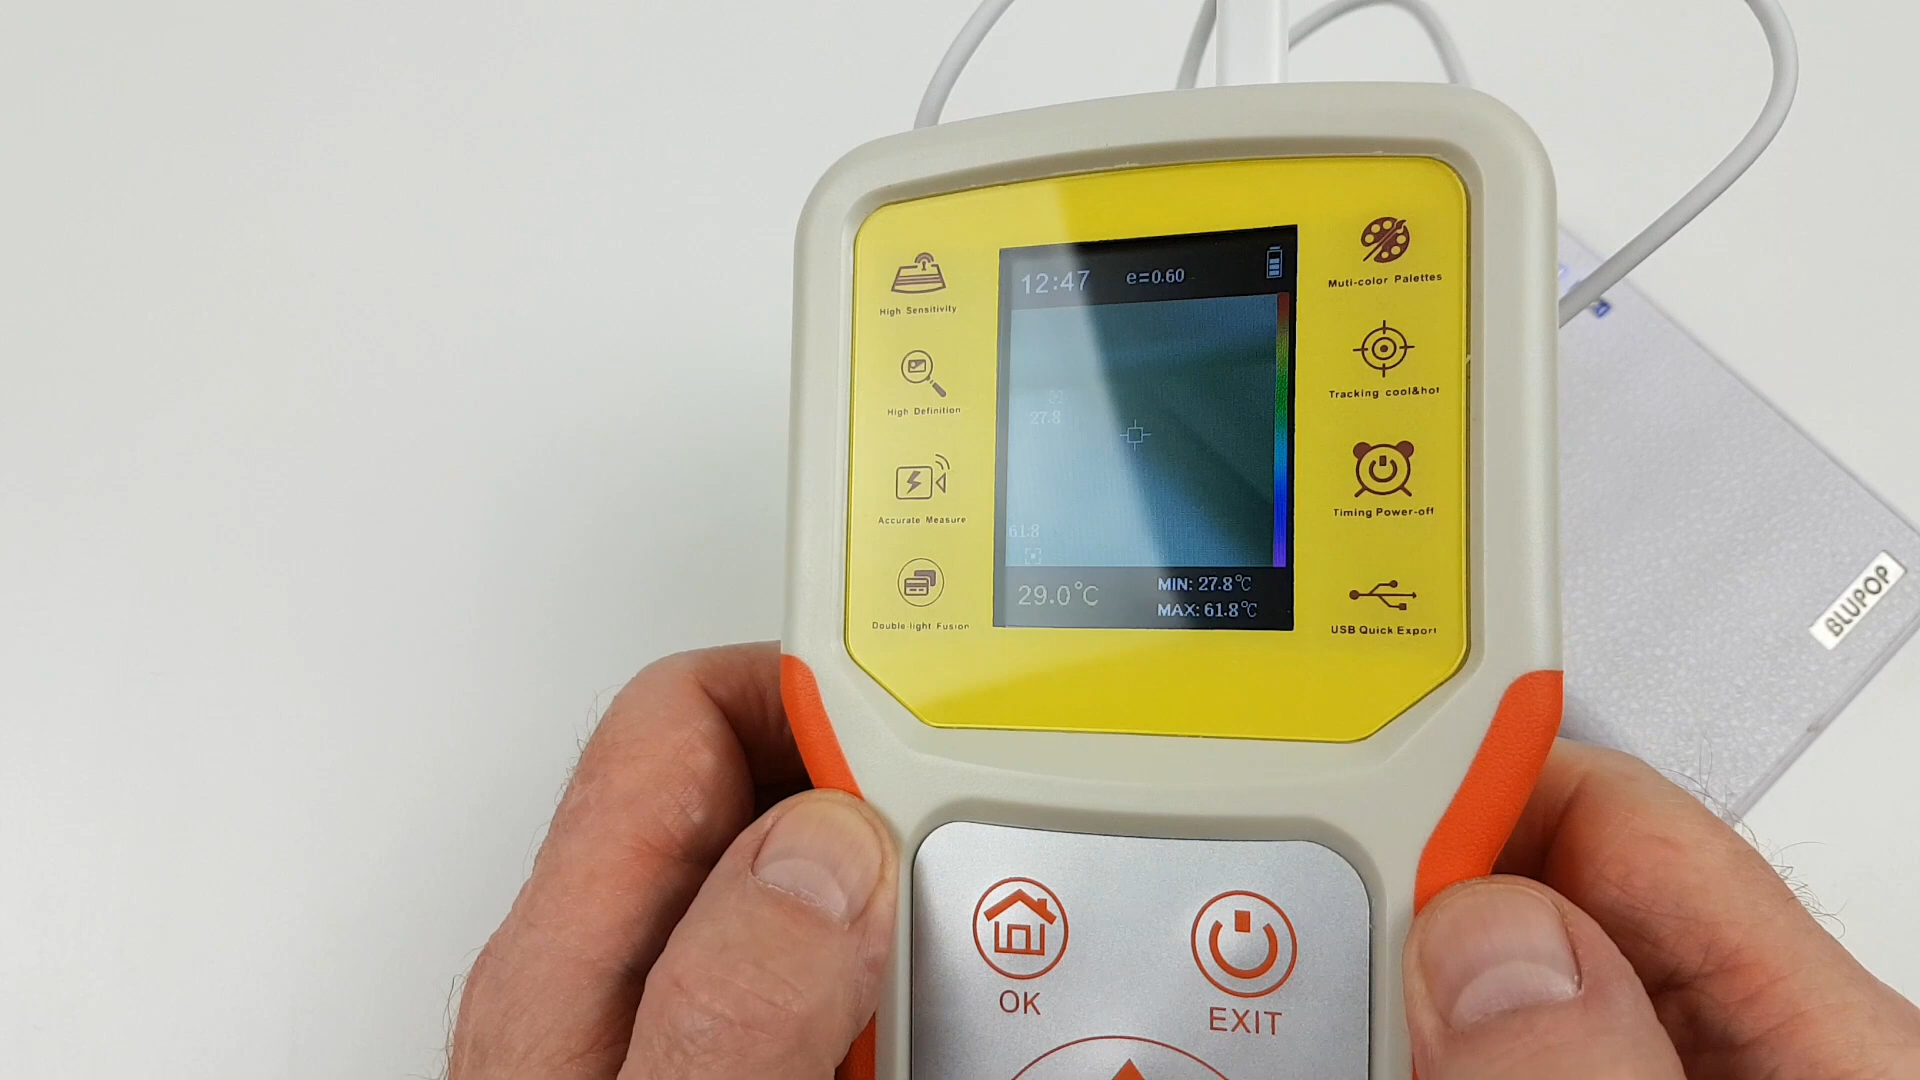 12:47 e=0.60
27.8
61.8
29.0°C
MIN: 27.8°C
MAX: 61.8°C
High Sensitivity
High Definition
Accurate Measure
Double-light Fusion
Muti-color Palettes
Tracking cool&hot
Timing Power-off
USB Quick Export
OK
EXIT
BLUPOP